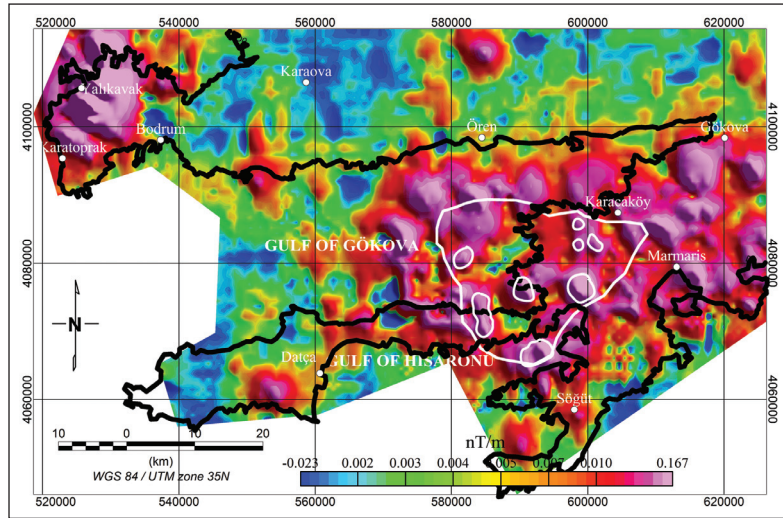 520000 540000 560000 580000 600000 620000
Karaova
Yalıkavak
4100000 4100000
Bodrum Ören Gökova
Karatoprak
Karacaköy
GULF OF GÖKOVA
Marmaris
4080000 4080000
N
Datça
GULF OF HİSARÖNÜ
4060000 4060000
Söğüt
10 0 10 20
(km)
WGS 84 / UTM zone 35N
nT/m
-0.023 0.002 0.003 0.004 0.005 0.007 0.010 0.167
520000 540000 560000 580000 600000 620000